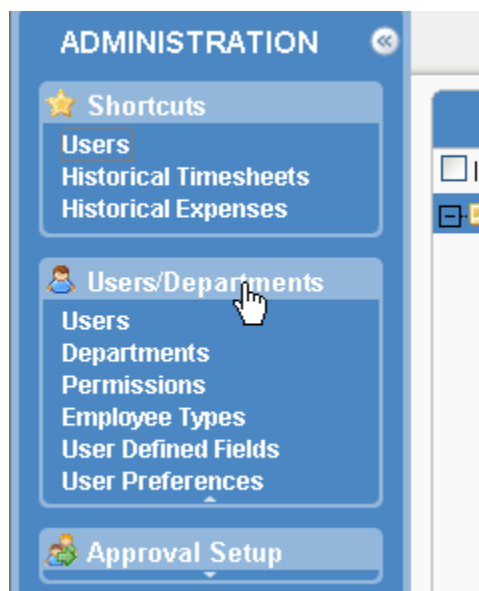 ADMINISTRATION
Shortcuts
Users
Historical Timesheets
Historical Expenses
Users/Departments
Users
Departments
Permissions
Employee Types
User Defined Fields
User Preferences
Approval Setup